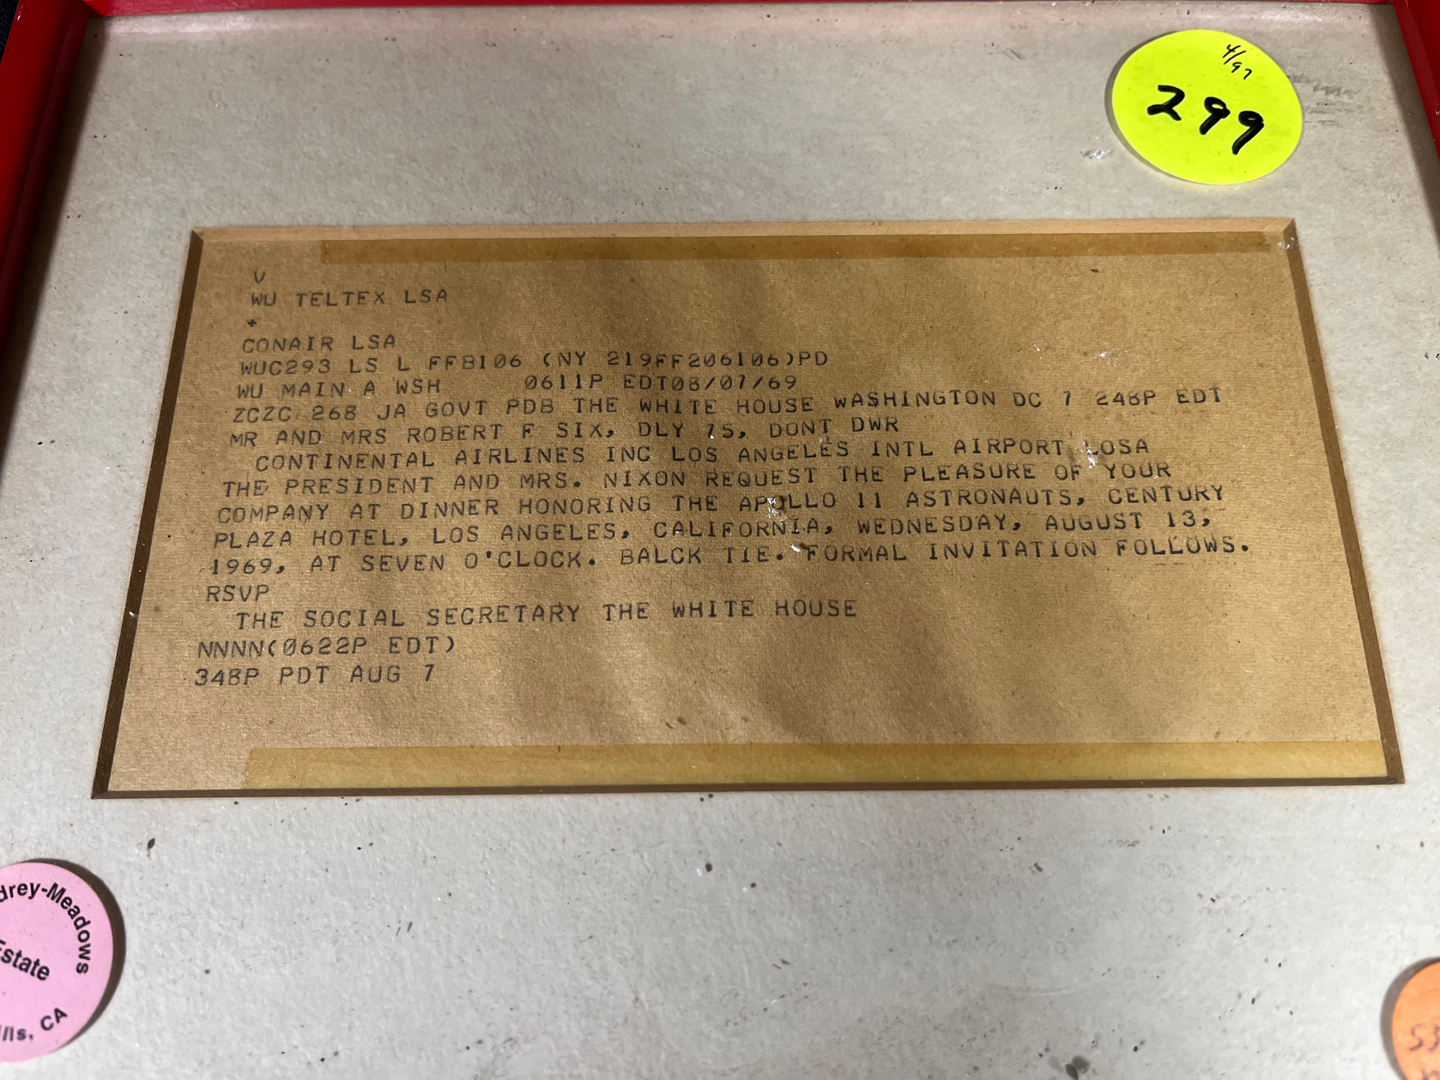 4/97
299
V
WU TELTEX LSA
+
CONAIR LSA
WUC293 LS L FFB106 (NY 219FF206106)PD
WU MAIN A WSH 0611P EDT08/07/69
ZCZC 268 JA GOVT PDB THE WHITE HOUSE WASHINGTON DC 7 248P EDT
MR AND MRS ROBERT F SIX, DLY 75, DONT DWR
CONTINENTAL AIRLINES INC LOS ANGELES INTL AIRPORT LOSA
THE PRESIDENT AND MRS. NIXON REQUEST THE PLEASURE OF YOUR
COMPANY AT DINNER HONORING THE APOLLO 11 ASTRONAUTS, CENTURY
PLAZA HOTEL, LOS ANGELES, CALIFORNIA, WEDNESDAY, AUGUST 13,
1969, AT SEVEN O'CLOCK. BALCK TIE. FORMAL INVITATION FOLLOWS.
RSVP
THE SOCIAL SECRETARY THE WHITE HOUSE
NNNN(0622P EDT)
348P PDT AUG 7
drey-Meadows
Estate
lls, CA